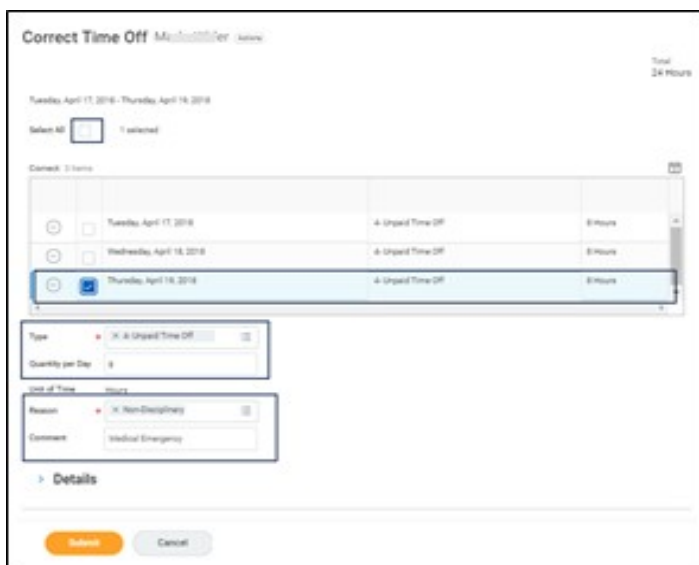 Correct Time Off
Total
24 Hours
Tuesday, April 17, 2018 - Thursday, April 19, 2018
Select All 1 selected
Correct 3 items
Tuesday, April 17, 2018 A-Unpaid Time Off 8 Hours
Wednesday, April 18, 2018 A-Unpaid Time Off 8 Hours
Thursday, April 19, 2018 A-Unpaid Time Off 8 Hours
Type * × A-Unpaid Time Off
Quantity per Day 8
Unit of Time Hours
Reason * × Non-Disciplinary
Comment Medical Emergency
> Details
Submit Cancel